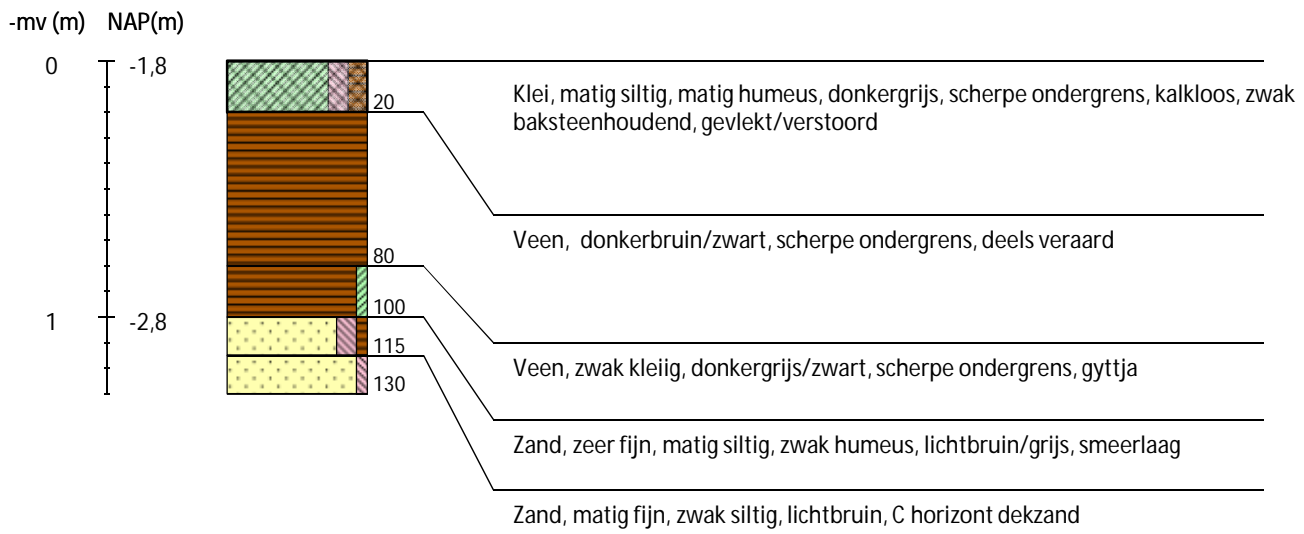 -mv (m) NAP(m)
0 -1,8
Klei, matig siltig, matig humeus, donkergrijs, scherpe ondergrens, kalkloos, zwak
20
baksteenhoudend, gevlekt/verstoord
Veen, donkerbruin/zwart, scherpe ondergrens, deels veraard
80
100
1 -2,8
115
Veen, zwak kleiig, donkergrijs/zwart, scherpe ondergrens, gyttja
130
Zand, zeer fijn, matig siltig, zwak humeus, lichtbruin/grijs, smeerlaag
Zand, matig fijn, zwak siltig, lichtbruin, C horizont dekzand